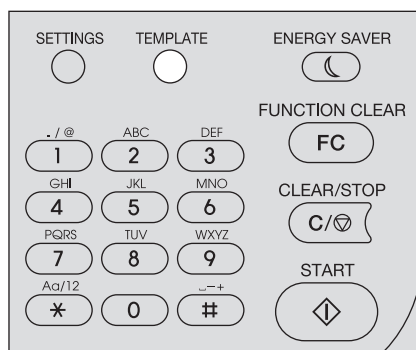 SETTINGS TEMPLATE ENERGY SAVER
FUNCTION CLEAR
. / @ ABC DEF
1 2 3 FC
GHI JKL MNO
4 5 6
CLEAR/STOP
C/
PQRS TUV WXYZ
7 8 9
START
Aa/12 ⎵−+
* 0 #